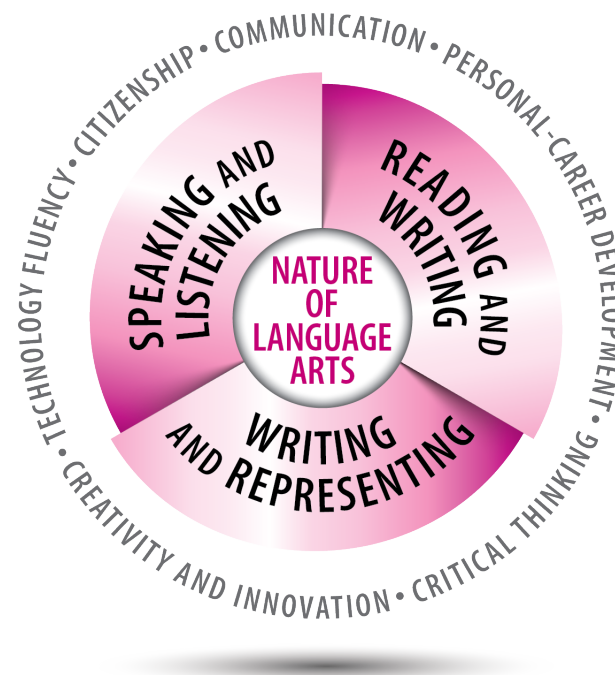 CITIZENSHIP • COMMUNICATION • PERSONAL-CAREER DEVELOPMENT • CRITICAL THINKING • CREATIVITY AND INNOVATION • TECHNOLOGY FLUENCY •
SPEAKING AND
LISTENING
READING AND
WRITING
NATURE
OF
LANGUAGE
ARTS
WRITING
AND REPRESENTING